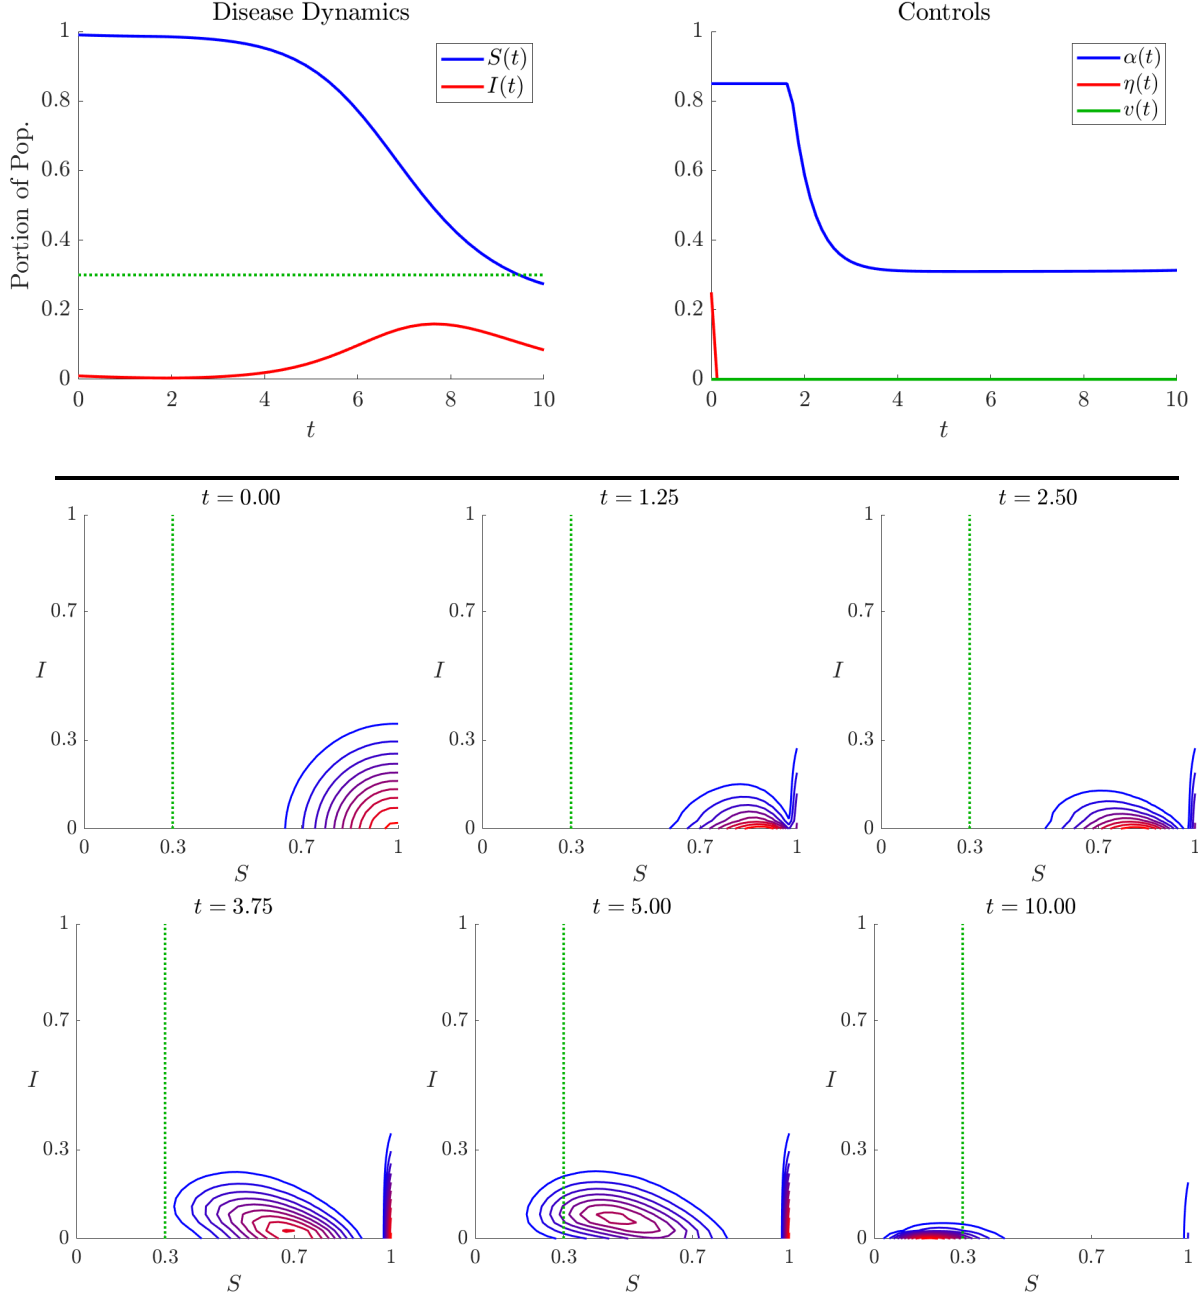 Disease Dynamics
Portion of Pop.
1
0.8
0.6
0.4
0.2
0
0 2 4 6 8 10
t
S(t)
I(t)
Controls
1
0.8
0.6
0.4
0.2
0
0 2 4 6 8 10
t
α(t)
η(t)
v(t)
t = 0.00
1
0.7
I
0.3
0
0 0.3 0.7 1
S
t = 1.25
1
0.7
I
0.3
0
0 0.3 0.7 1
S
t = 2.50
1
0.7
I
0.3
0
0 0.3 0.7 1
S
t = 3.75
1
0.7
I
0.3
0
0 0.3 0.7 1
S
t = 5.00
1
0.7
I
0.3
0
0 0.3 0.7 1
S
t = 10.00
1
0.7
I
0.3
0
0 0.3 0.7 1
S